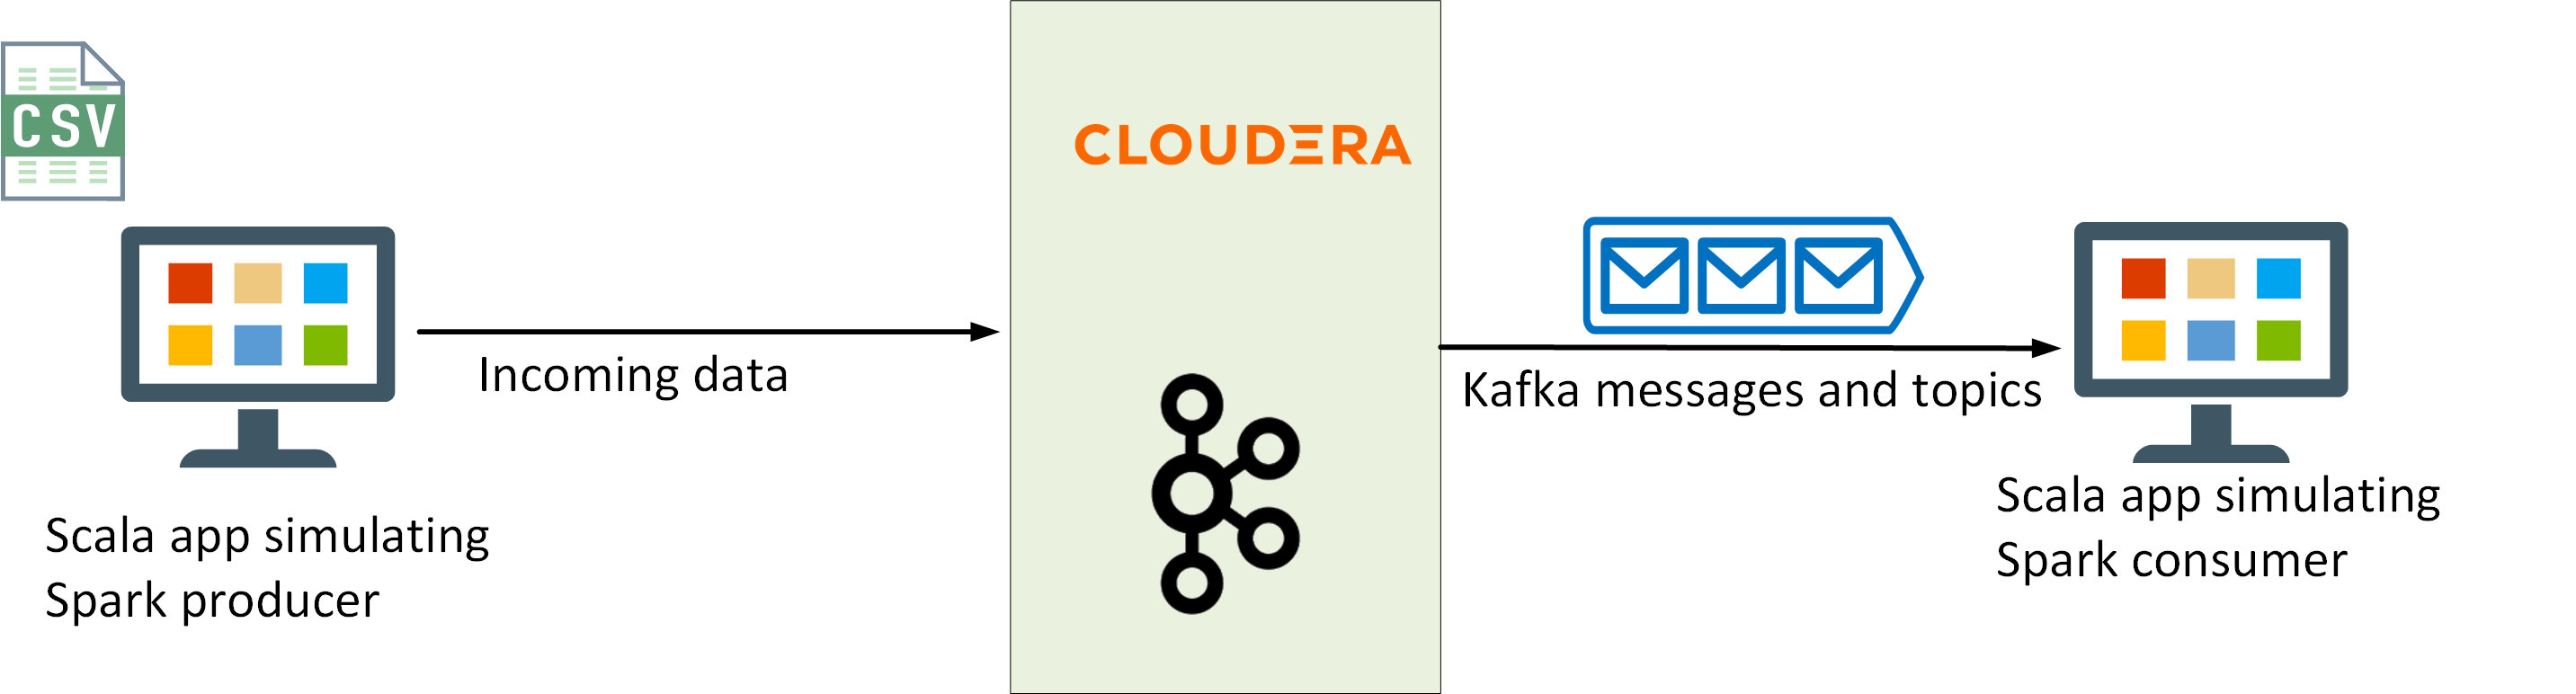 CSV
CLOUDERA
Incoming data
Kafka messages and topics
Scala app simulating
Spark producer
Scala app simulating
Spark consumer